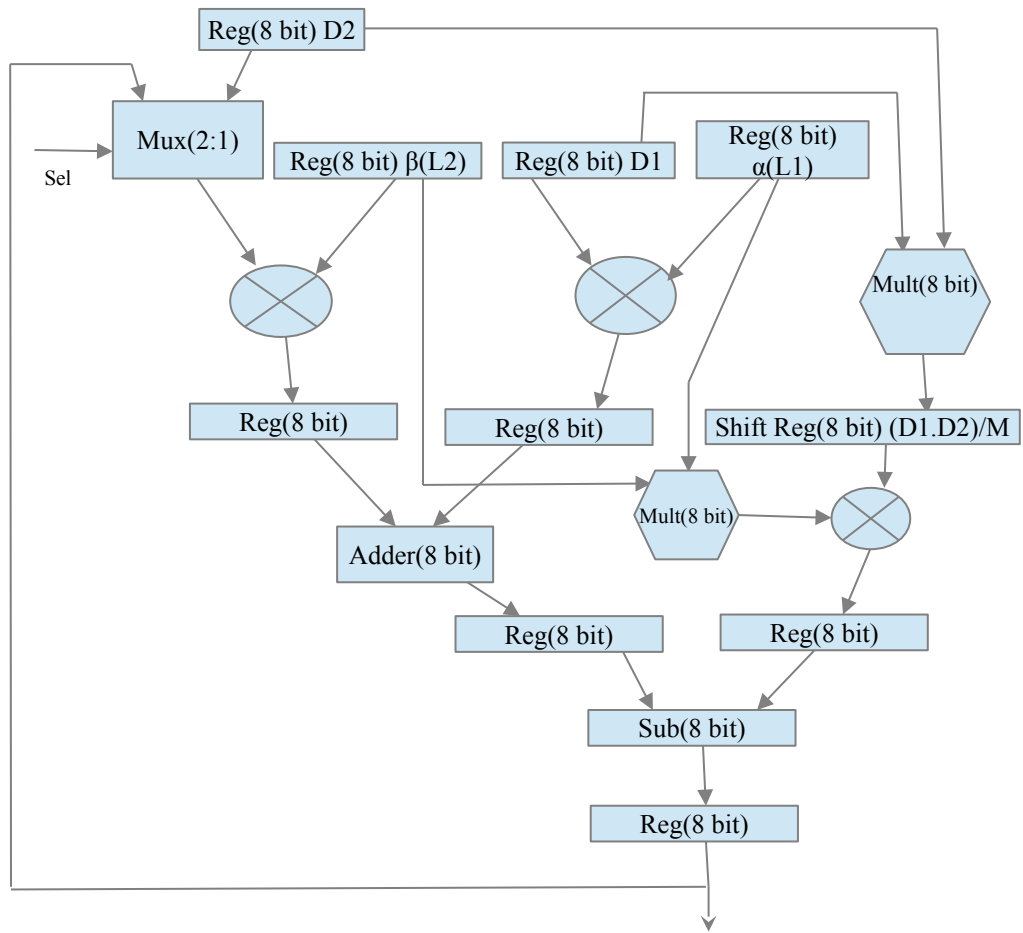 Reg(8 bit) D2
Mux(2:1)
Sel
Reg(8 bit) β(L2)
Reg(8 bit) D1
Reg(8 bit)
α(L1)
Mult(8 bit)
Reg(8 bit)
Reg(8 bit)
Shift Reg(8 bit) (D1.D2)/M
Mult(8 bit)
Adder(8 bit)
Reg(8 bit)
Reg(8 bit)
Sub(8 bit)
Reg(8 bit)